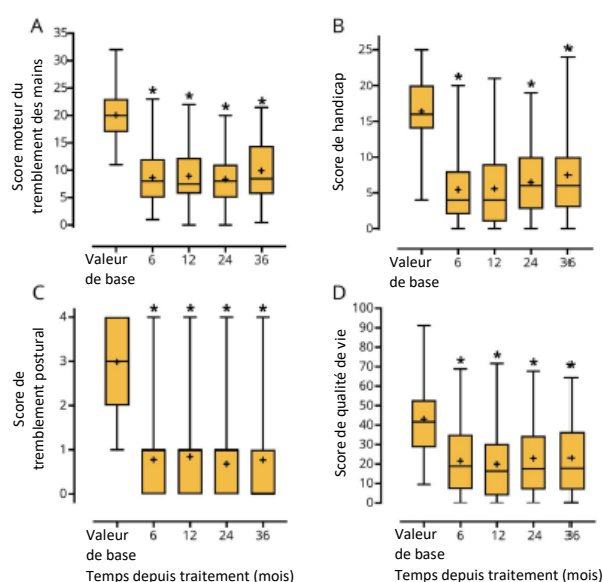 A
Score moteur du
tremblement des mains
35
30
25
20
15
10
5
0
* * * *
Valeur
de base
6 12 24 36
B
Score de handicap
25
20
15
10
5
0
* * *
Valeur
de base
6 12 24 36
C
Score de
tremblement postural
4
3
2
1
0
* * * *
Valeur
de base
6 12 24 36
Temps depuis traitement (mois)
D
Score de qualité de vie
100
90
80
70
60
50
40
30
20
10
0
* * * *
Valeur
de base
6 12 24 36
Temps depuis traitement (mois)